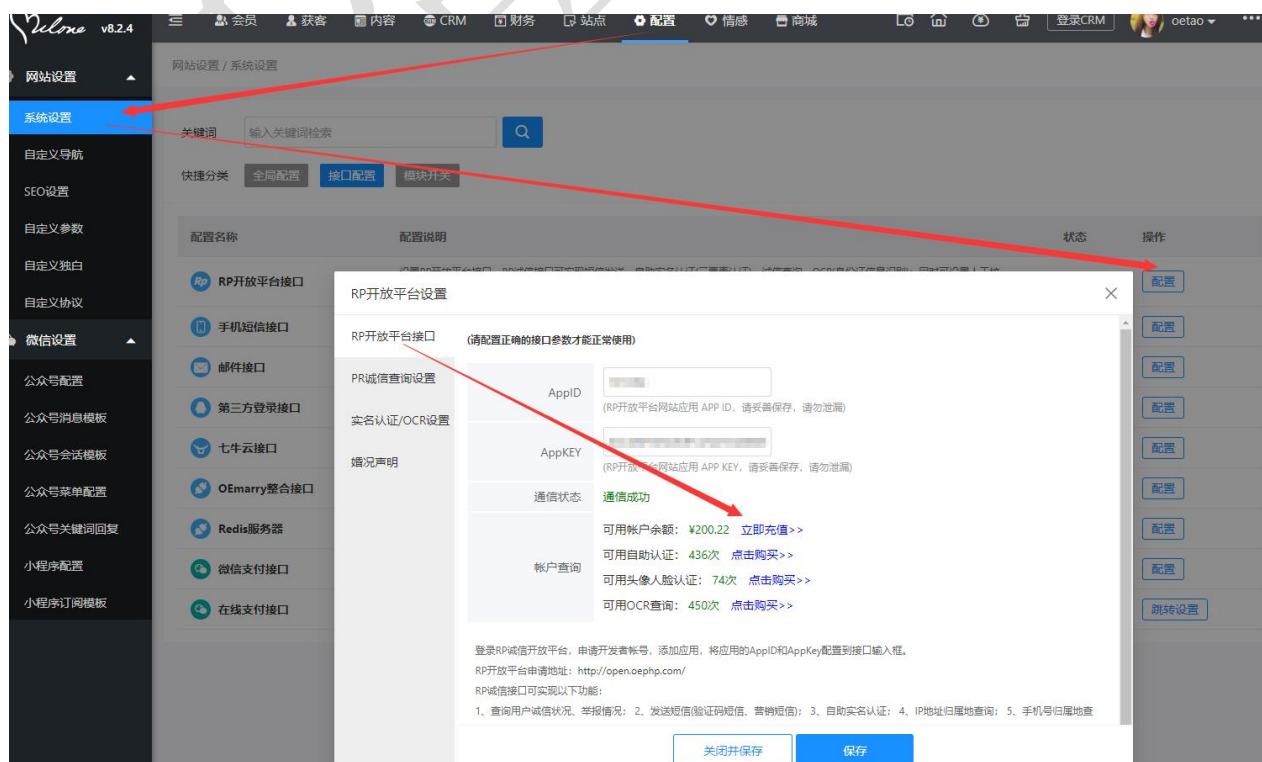 Velone v8.2.4
会员 获客 内容 CRM 财务 站点 配置 情感 商城 登录CRM oetao
网站设置
网站设置 / 系统设置
系统设置
自定义导航
SEO设置
自定义参数
自定义独白
自定义协议
微信设置
公众号配置
公众号消息模板
公众号会话模板
公众号菜单配置
公众号关键词回复
小程序配置
小程序订阅模板
关键词 输入关键词检索
快捷分类 全局配置 接口配置 模块开关
配置名称 配置说明 状态 操作
RP开放平台接口 配置
手机短信接口 配置
邮件接口 配置
第三方登录接口 配置
七牛云接口 配置
OEmarry整合接口 配置
Redis服务器 配置
微信支付接口 配置
在线支付接口 跳转设置
RP开放平台设置
RP开放平台接口
PR诚信查询设置
实名认证/OCR设置
婚况声明
(请配置正确的接口参数才能正常使用)
AppID
(RP开放平台网站应用 APP ID，请妥善保存，请勿泄漏)
AppKEY
(RP开放平台网站应用 APP KEY，请妥善保存，请勿泄漏)
通信状态 通信成功
帐户查询
可用帐户余额： ¥200.22 立即充值>>
可用自助认证： 436次 点击购买>>
可用头像人脸认证： 74次 点击购买>>
可用OCR查询： 450次 点击购买>>
登录RP诚信开放平台，申请开发者帐号，添加应用，将应用的AppID和AppKey配置到接口输入框。
RP开放平台申请地址：http://open.oephp.com/
RP诚信接口可实现以下功能：
1、查询用户诚信状况、举报情况； 2、发送短信(验证码短信、营销短信)； 3、自助实名认证； 4、IP地址归属地查询； 5、手机号归属地查
关闭并保存 保存